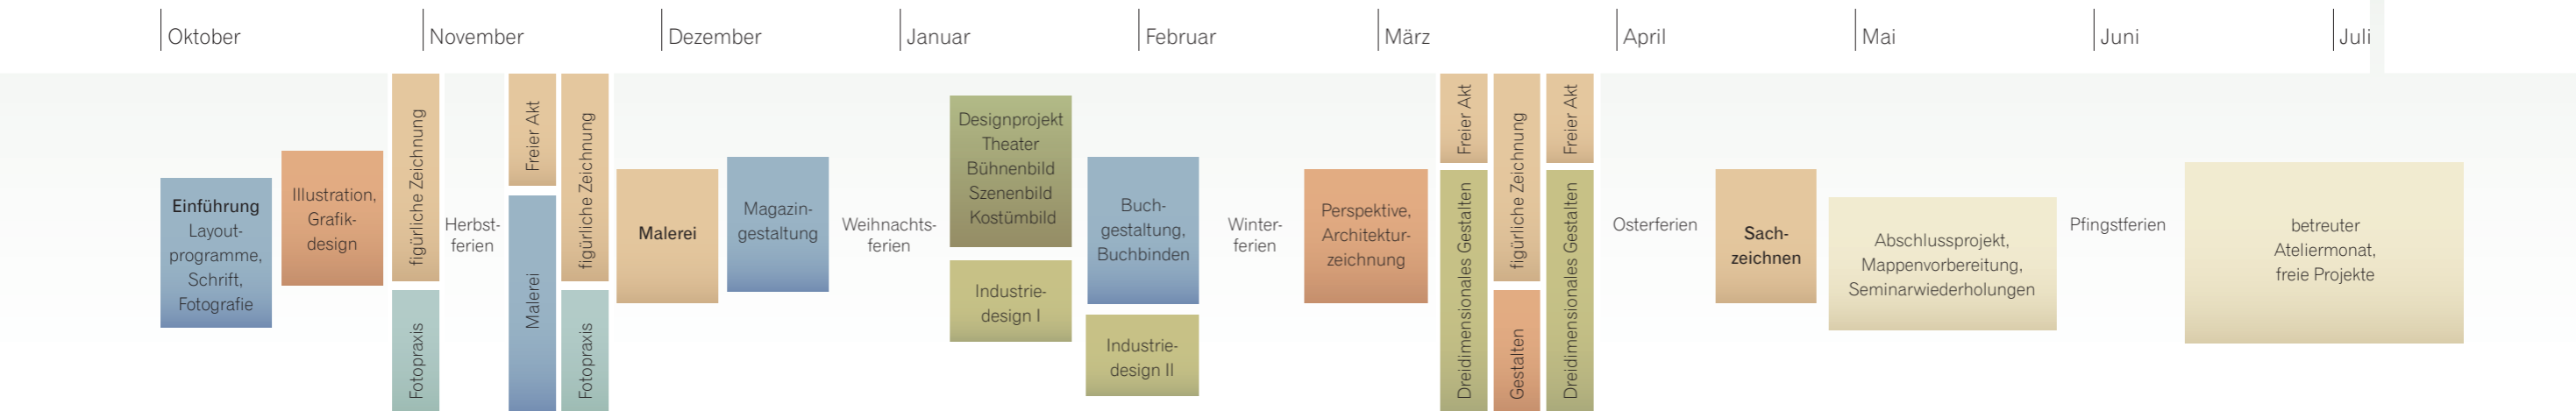 Oktober
November
Dezember
Januar
Februar
März
April
Mai
Juni
Juli
Einführung
Layout-
programme,
Schrift,
Fotografie
Illustration,
Grafik-
design
figürliche Zeichnung
Fotopraxis
Herbst-
ferien
Freier Akt
Malerei
figürliche Zeichnung
Fotopraxis
Malerei
Magazin-
gestaltung
Weihnachts-
ferien
Designprojekt
Theater
Bühnenbild
Szenenbild
Kostümbild
Industrie-
design I
Buch-
gestaltung,
Buchbinden
Industrie-
design II
Winter-
ferien
Perspektive,
Architektur-
zeichnung
Freier Akt
Dreidimensionales Gestalten
figürliche Zeichnung
Gestalten
Freier Akt
Dreidimensionales Gestalten
Osterferien
Sach-
zeichnen
Abschlussprojekt,
Mappenvorbereitung,
Seminarwiederholungen
Pfingstferien
betreuter
Ateliermonat,
freie Projekte